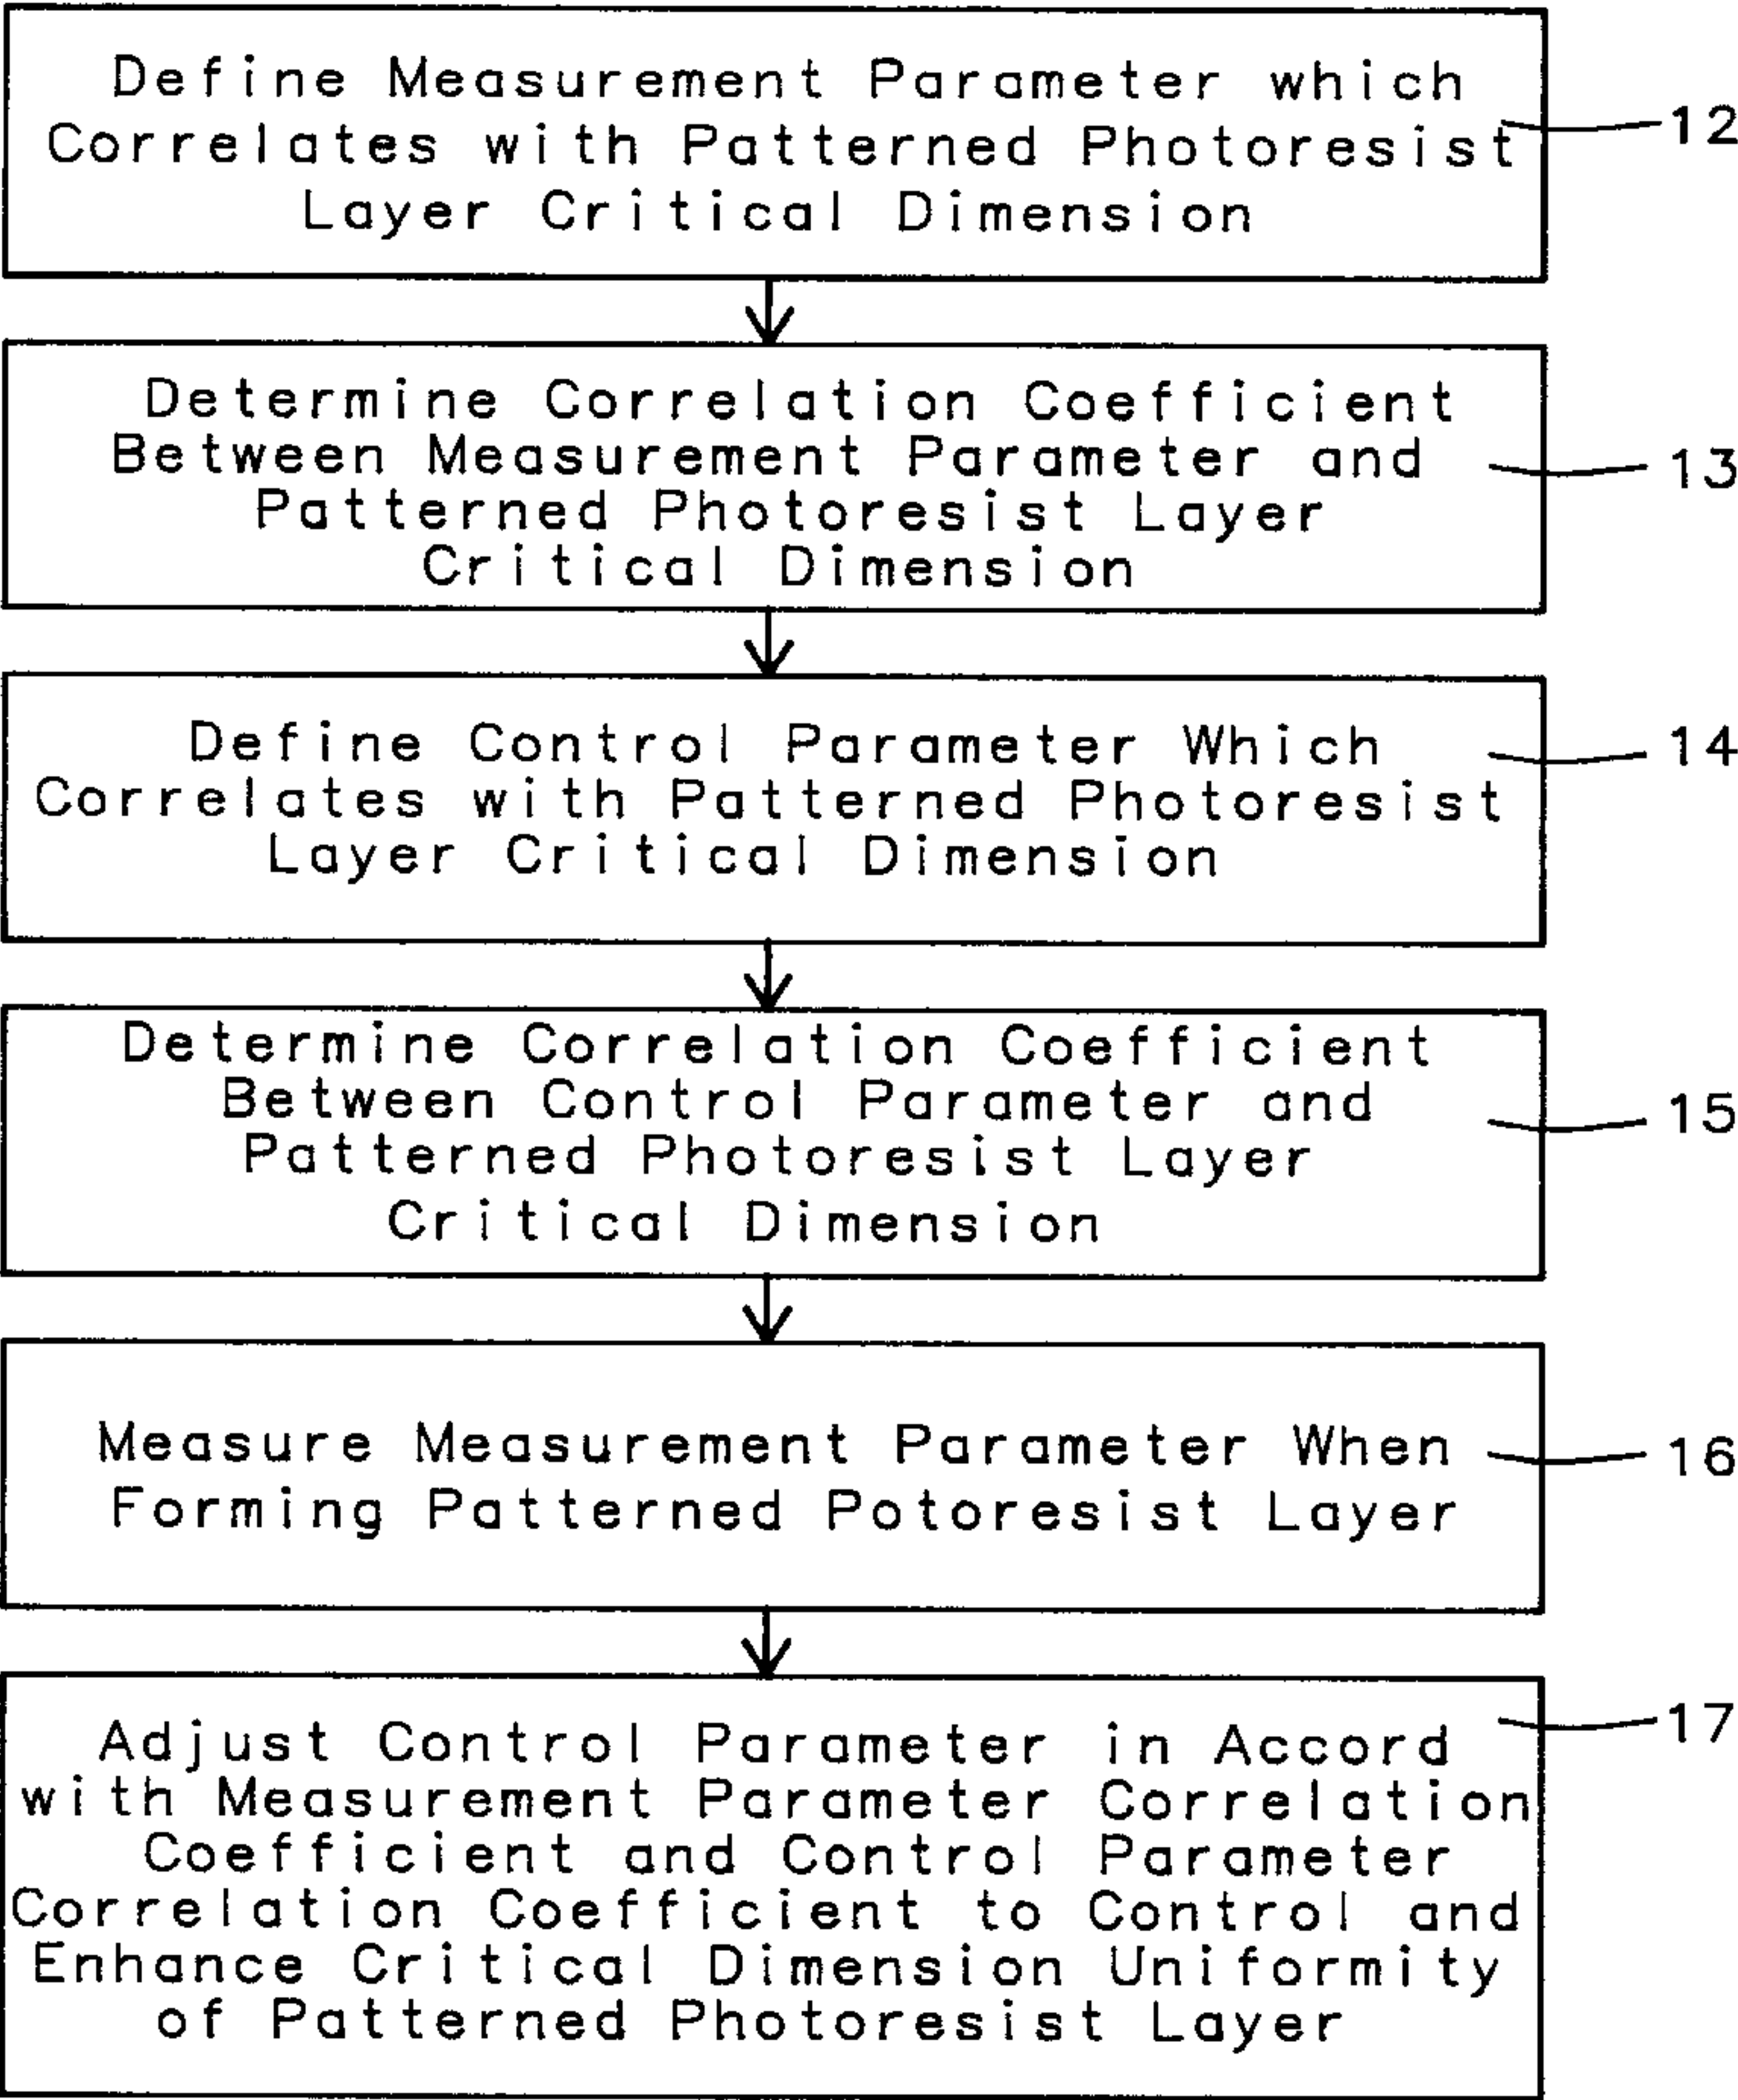 Define Measurement Parameter which
Correlates with Patterned Photoresist
Layer Critical Dimension
12
Determine Correlation Coefficient
Between Measurement Parameter and
Patterned Photoresist Layer
Critical Dimension
13
Define Control Parameter Which
Correlates with Patterned Photoresist
Layer Critical Dimension
14
Determine Correlation Coefficient
Between Control Parameter and
Patterned Photoresist Layer
Critical Dimension
15
Measure Measurement Parameter When
Forming Patterned Potoresist Layer
16
Adjust Control Parameter in Accord
with Measurement Parameter Correlation
Coefficient and Control Parameter
Correlation Coefficient to Control and
Enhance Critical Dimension Uniformity
of Patterned Photoresist Layer
17